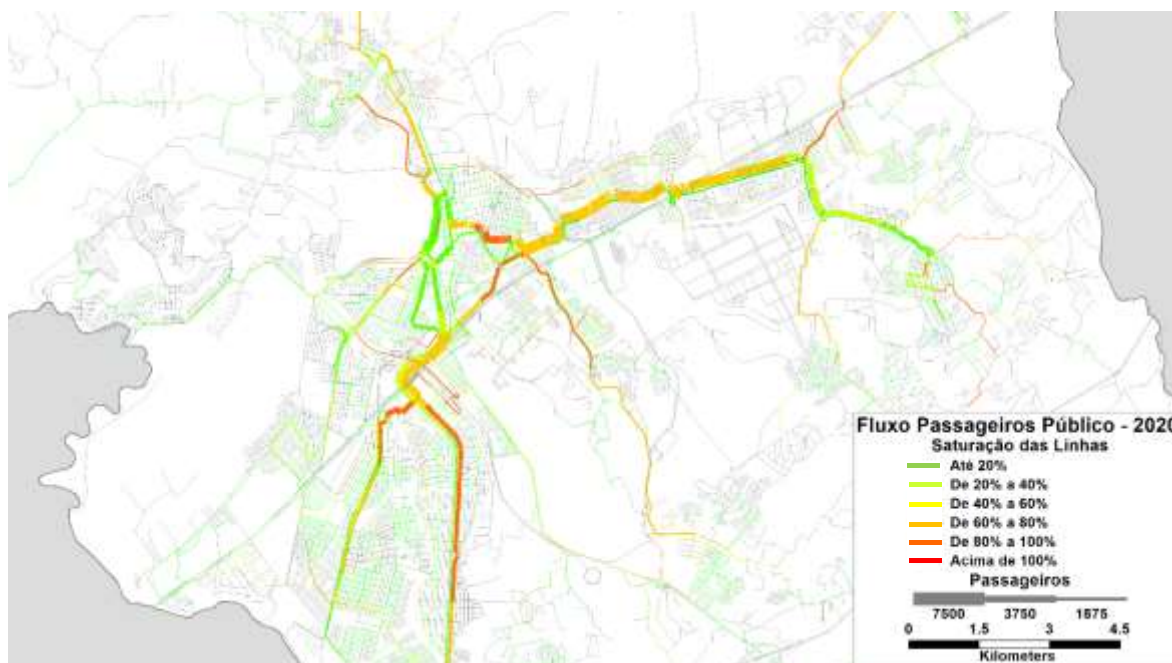 Fluxo Passageiros Público - 2020
Saturação das Linhas
Até 20%
De 20% a 40%
De 40% a 60%
De 60% a 80%
De 80% a 100%
Acima de 100%
Passageiros
7500 3750 1875
0 1.5 3 4.5
Kilometers